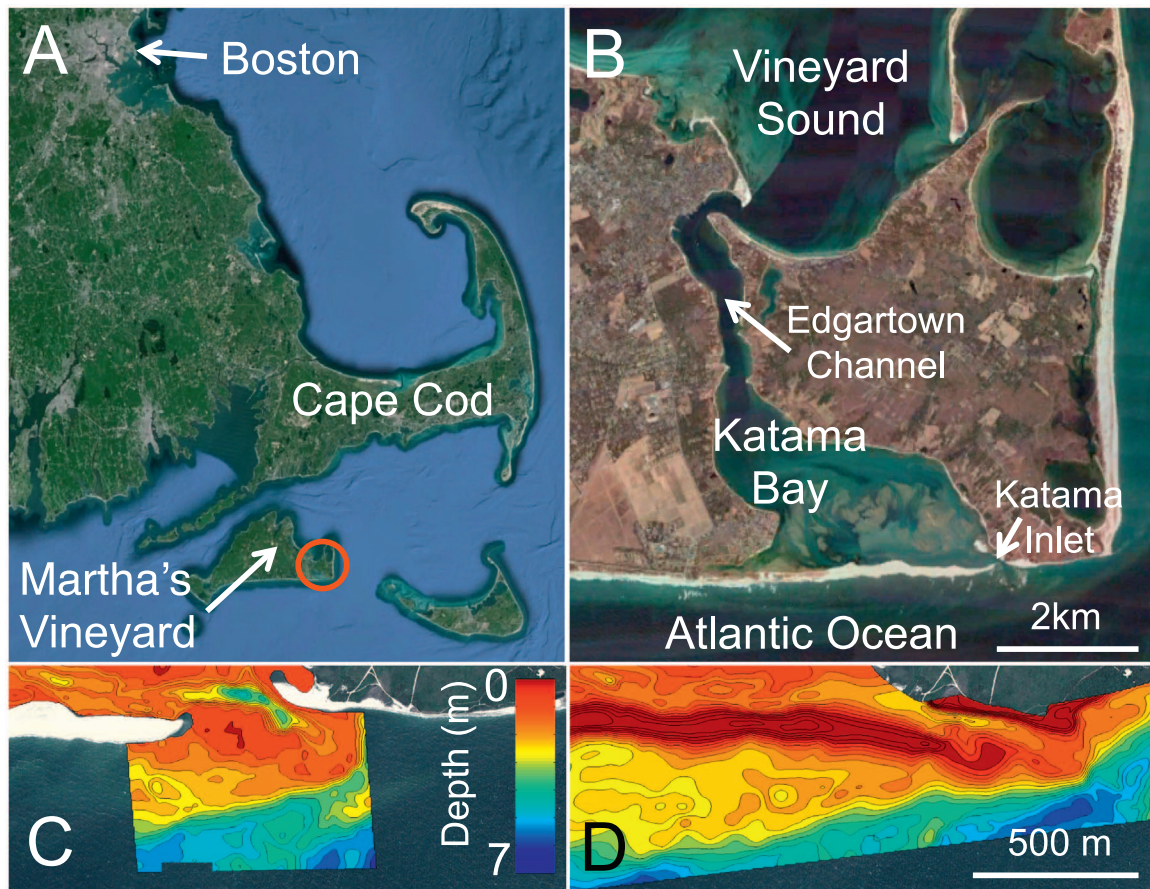 A
Boston
Cape Cod
Martha's
Vineyard
B
Vineyard
Sound
Edgartown
Channel
Katama
Bay
Katama
Inlet
Atlantic Ocean
2km
C
Depth (m)
0
7
D
500 m